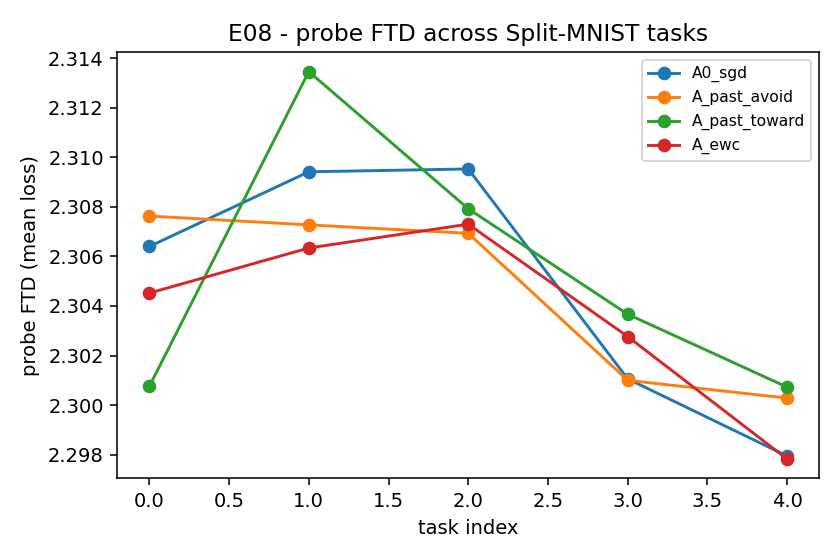 E08 - probe FTD across Split-MNIST tasks
probe FTD (mean loss)
2.314
2.312
2.310
2.308
2.306
2.304
2.302
2.300
2.298
A0_sgd
A_past_avoid
A_past_toward
A_ewc
0.0 0.5 1.0 1.5 2.0 2.5 3.0 3.5 4.0
task index